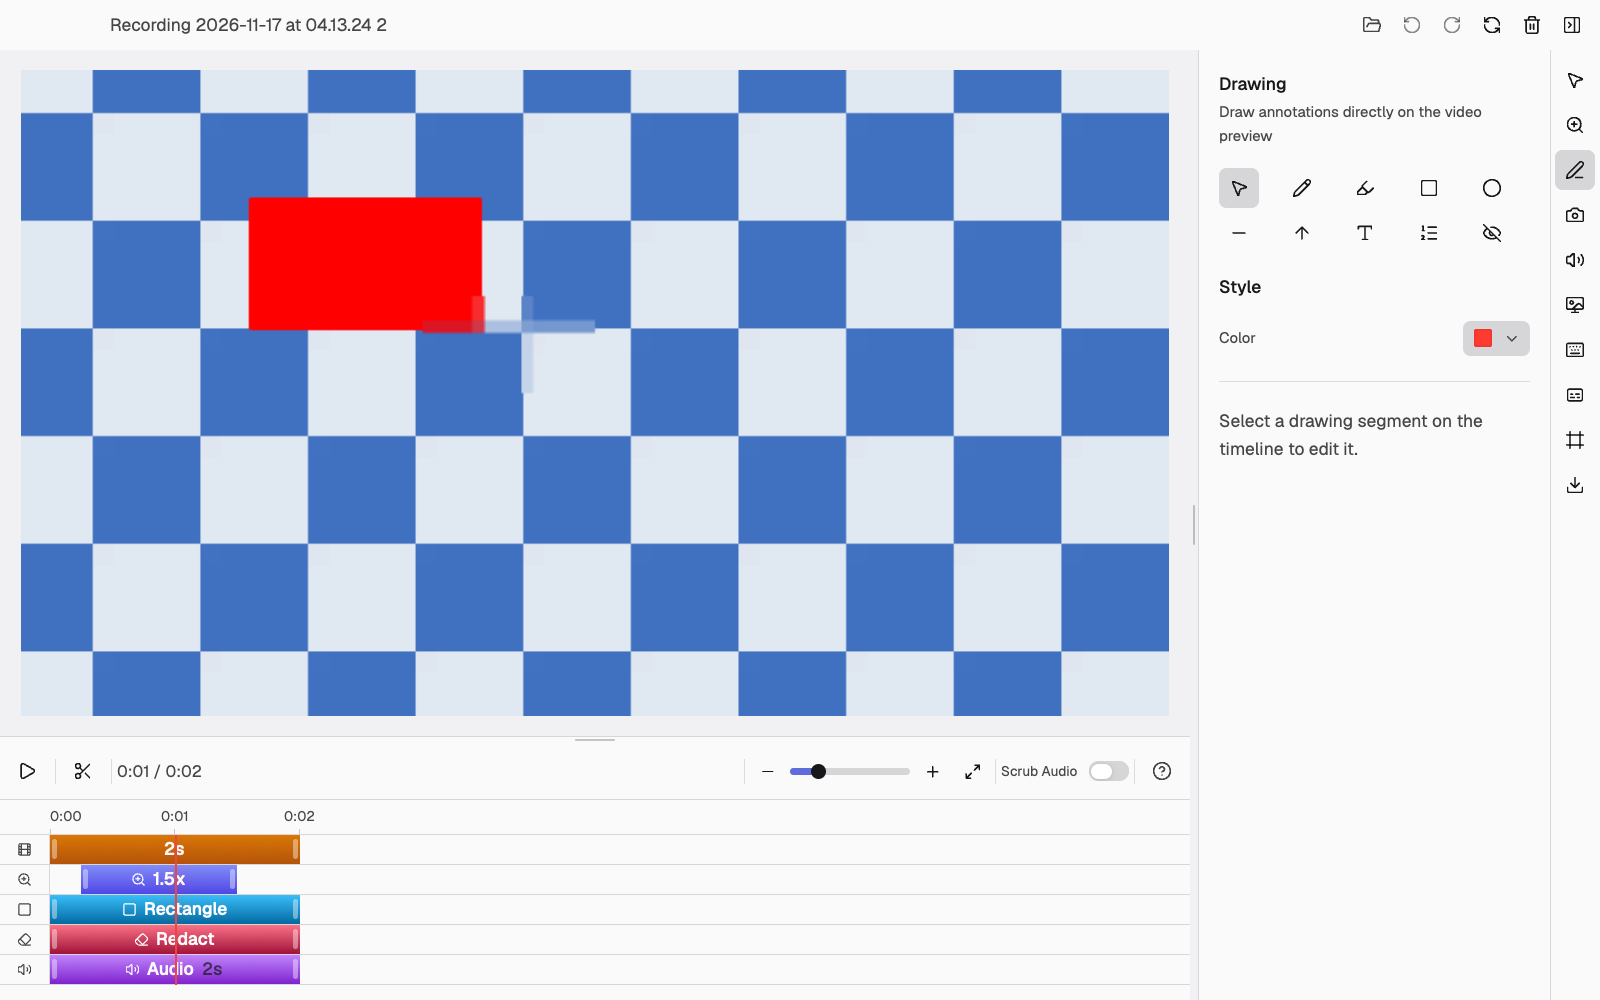 Recording 2026-11-17 at 04.13.24 2
Drawing
Draw annotations directly on the video
preview
Style
Color
Select a drawing segment on the
timeline to edit it.
0:01 / 0:02
Scrub Audio
0:00
0:01
0:02
2s
1.5x
Rectangle
Redact
Audio 2s